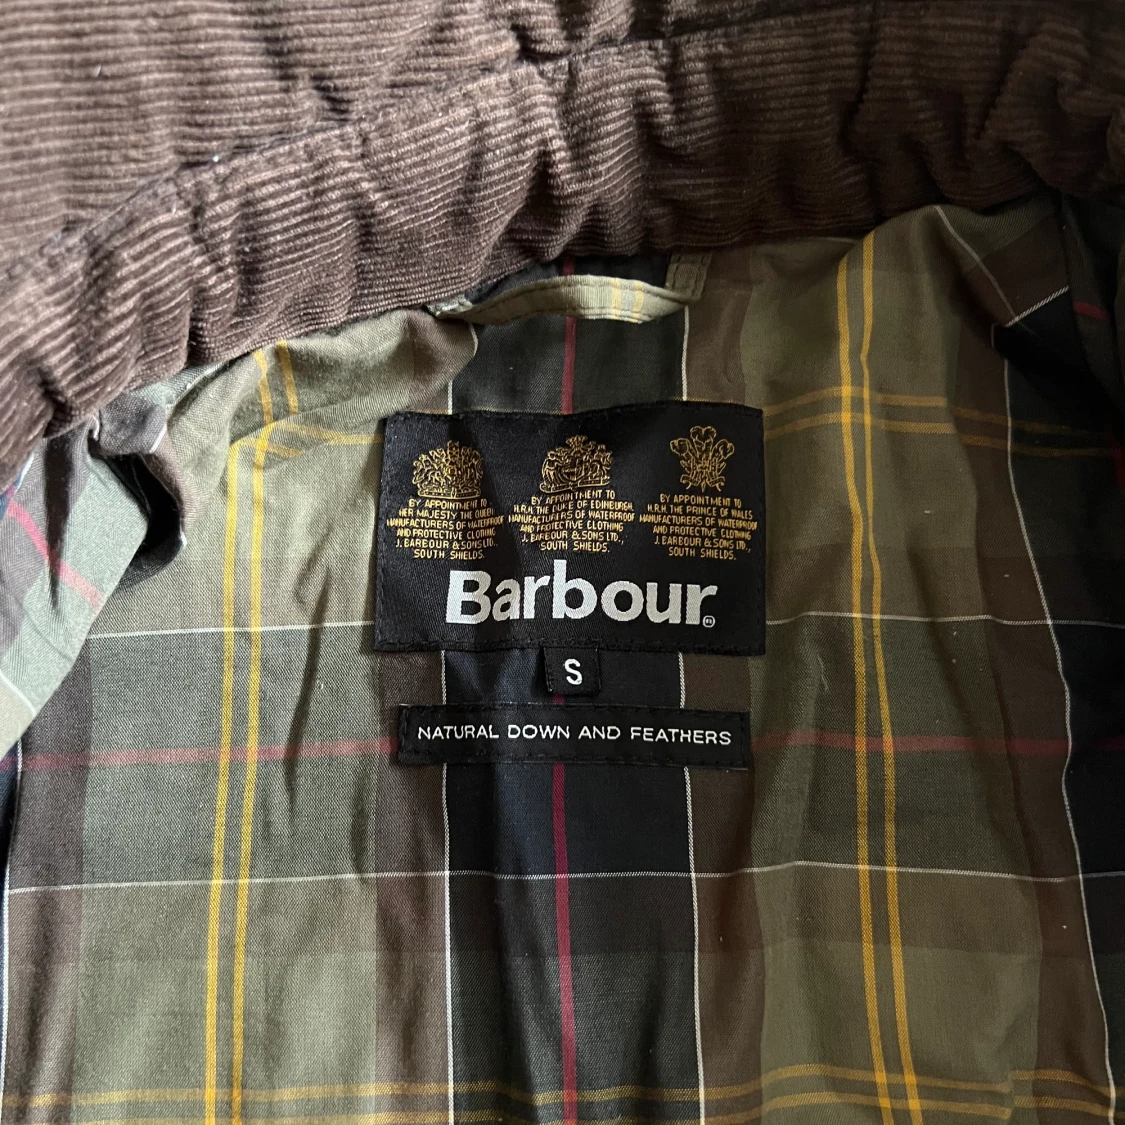 BY APPOINTMENT TO
HER MAJESTY THE QUEEN
MANUFACTURERS OF WATERPROOF
AND PROTECTIVE CLOTHING
J. BARBOUR & SONS LTD.,
SOUTH SHIELDS.
BY APPOINTMENT TO
H.R.H. THE DUKE OF EDINBURGH,
MANUFACTURERS OF WATERPROOF
AND PROTECTIVE CLOTHING
J. BARBOUR & SONS LTD.,
SOUTH SHIELDS.
BY APPOINTMENT TO
H.R.H. THE PRINCE OF WALES
MANUFACTURERS OF WATERPROOF
AND PROTECTIVE CLOTHING
J. BARBOUR & SONS LTD.,
SOUTH SHIELDS.
Barbour®
S
NATURAL DOWN AND FEATHERS